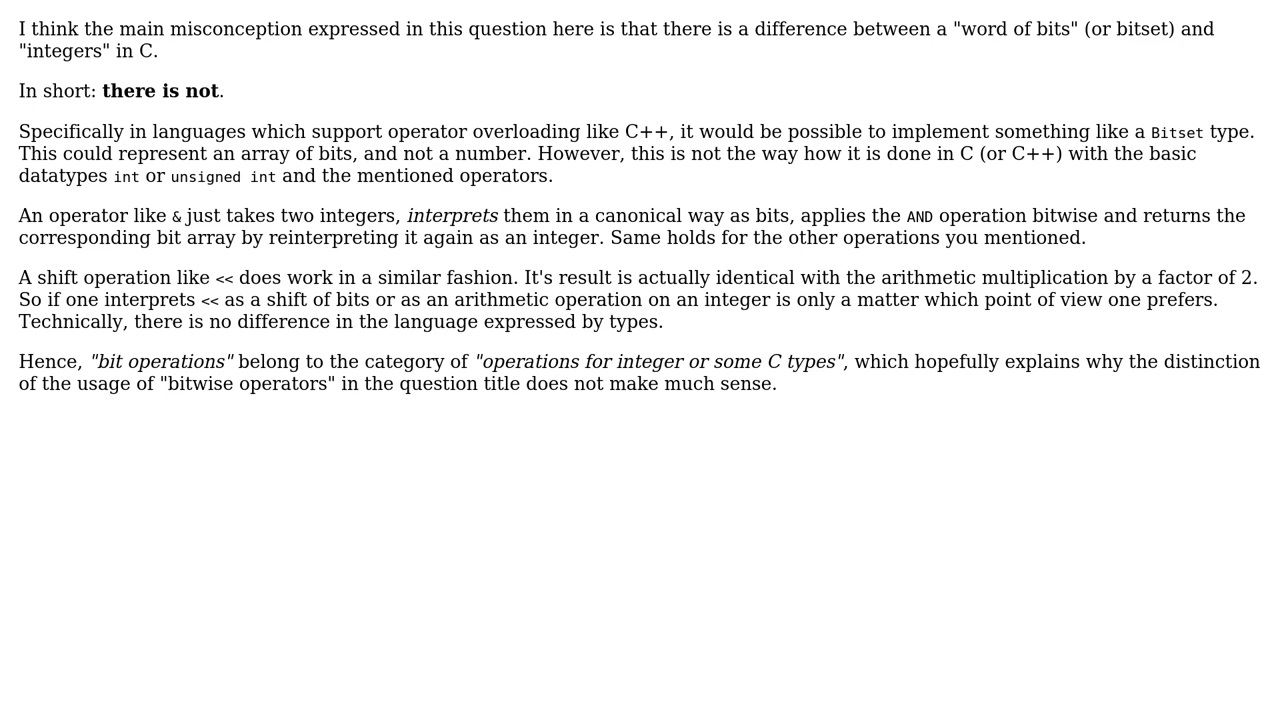 I think the main misconception expressed in this question here is that there is a difference between a "word of bits" (or bitset) and
"integers" in C.
In short: there is not.
Specifically in languages which support operator overloading like C++, it would be possible to implement something like a Bitset type.
This could represent an array of bits, and not a number. However, this is not the way how it is done in C (or C++) with the basic
datatypes int or unsigned int and the mentioned operators.
An operator like & just takes two integers, interprets them in a canonical way as bits, applies the AND operation bitwise and returns the
corresponding bit array by reinterpreting it again as an integer. Same holds for the other operations you mentioned.
A shift operation like << does work in a similar fashion. It's result is actually identical with the arithmetic multiplication by a factor of 2.
So if one interprets << as a shift of bits or as an arithmetic operation on an integer is only a matter which point of view one prefers.
Technically, there is no difference in the language expressed by types.
Hence, "bit operations" belong to the category of "operations for integer or some C types", which hopefully explains why the distinction
of the usage of "bitwise operators" in the question title does not make much sense.